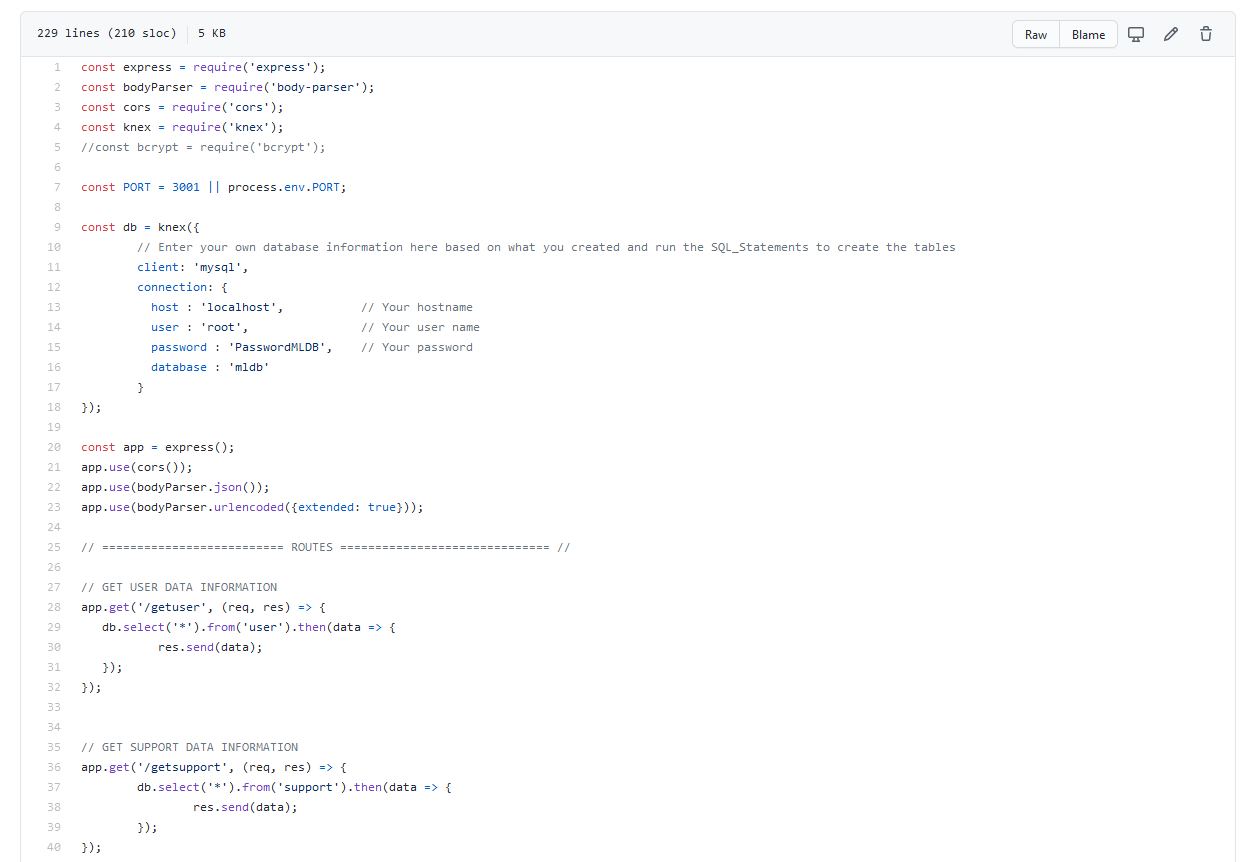 229 lines (210 sloc) 5 KB Raw Blame
1 const express = require('express');
2 const bodyParser = require('body-parser');
3 const cors = require('cors');
4 const knex = require('knex');
5 //const bcrypt = require('bcrypt');
6
7 const PORT = 3001 || process.env.PORT;
8
9 const db = knex({
10 // Enter your own database information here based on what you created and run the SQL_Statements to create the tables
11 client: 'mysql',
12 connection: {
13 host : 'localhost', // Your hostname
14 user : 'root', // Your user name
15 password : 'PasswordMLDB', // Your password
16 database : 'mldb'
17 }
18 });
19
20 const app = express();
21 app.use(cors());
22 app.use(bodyParser.json());
23 app.use(bodyParser.urlencoded({extended: true}));
24
25 // ========================== ROUTES ============================== //
26
27 // GET USER DATA INFORMATION
28 app.get('/getuser', (req, res) => {
29 db.select('*').from('user').then(data => {
30 res.send(data);
31 });
32 });
33
34
35 // GET SUPPORT DATA INFORMATION
36 app.get('/getsupport', (req, res) => {
37 db.select('*').from('support').then(data => {
38 res.send(data);
39 });
40 });